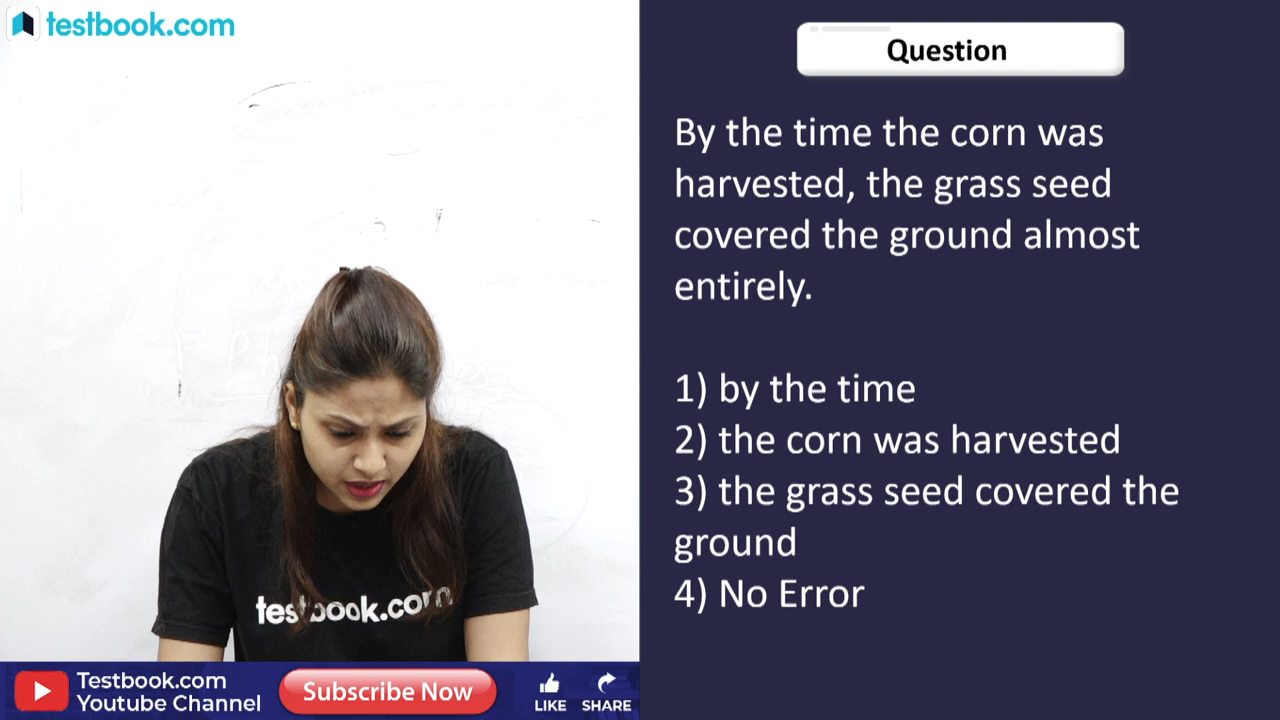 testbook.com
Question
By the time the corn was
harvested, the grass seed
covered the ground almost
entirely.
1) by the time
2) the corn was harvested
3) the grass seed covered the
ground
4) No Error
testbook.com
Testbook.com
Youtube Channel
Subscribe Now
LIKE
SHARE